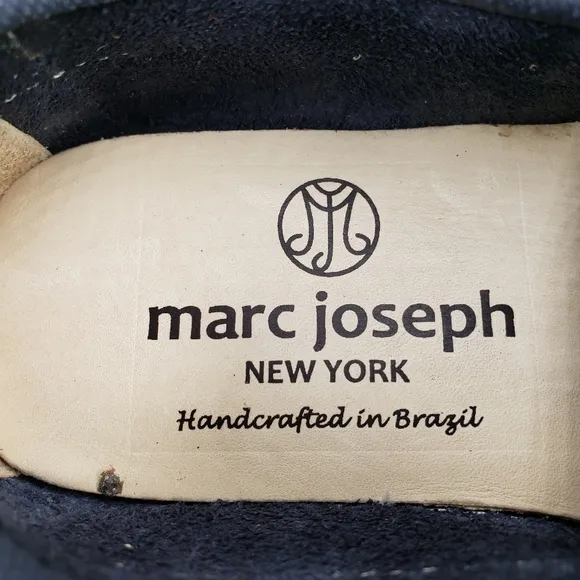 marc joseph
NEW YORK
Handcrafted in Brazil